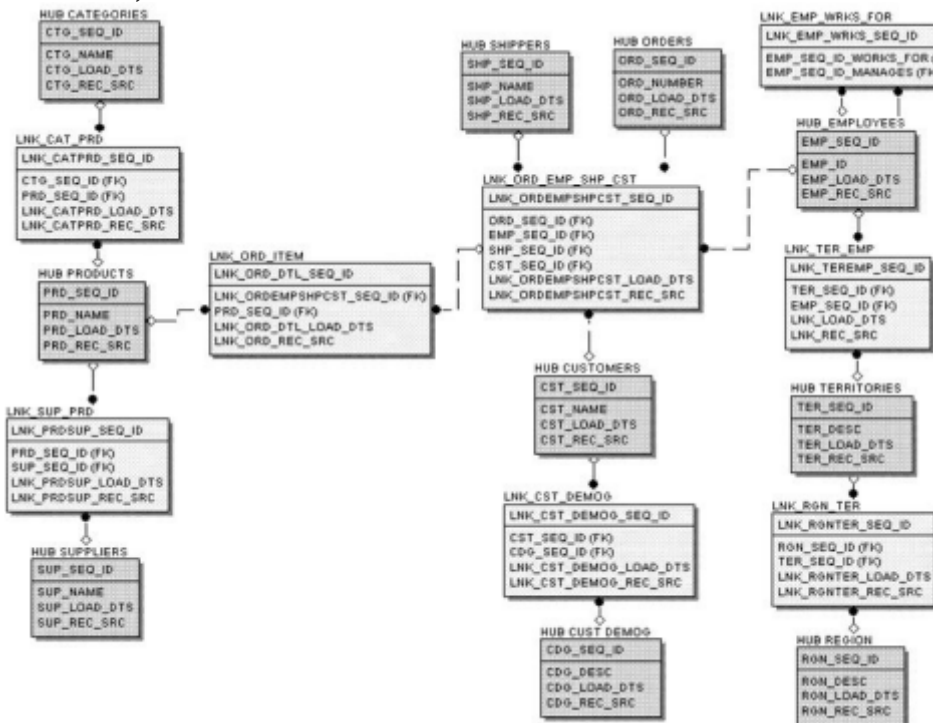 HUB CATEGORIES
CTG_SEQ_ID
CTG_NAME
CTG_LOAD_DTS
CTG_REC_SRC
LNK_CAT_PRD
LNK_CATPRD_SEQ_ID
CTG_SEQ_ID (FK)
PRD_SEQ_ID (FK)
LNK_CATPRD_LOAD_DTS
LNK_CATPRD_REC_SRC
HUB PRODUCTS
PRD_SEQ_ID
PRD_NAME
PRD_LOAD_DTS
PRD_REC_SRC
LNK_SUP_PRD
LNK_PRDSUP_SEQ_ID
PRD_SEQ_ID (FK)
SUP_SEQ_ID (FK)
LNK_PRDSUP_LOAD_DTS
LNK_PRDSUP_REC_SRC
HUB SUPPLIERS
SUP_SEQ_ID
SUP_NAME
SUP_LOAD_DTS
SUP_REC_SRC
LNK_ORD_ITEM
LNK_ORD_DTL_SEQ_ID
LNK_ORDEMPSHPCST_SEQ_ID (FK)
PRD_SEQ_ID (FK)
LNK_ORD_DTL_LOAD_DTS
LNK_ORD_REC_SRC
HUB SHIPPERS
SHP_SEQ_ID
SHP_NAME
SHP_LOAD_DTS
SHP_REC_SRC
HUB ORDERS
ORD_SEQ_ID
ORD_NUMBER
ORD_LOAD_DTS
ORD_REC_SRC
LNK_ORD_EMP_SHP_CST
LNK_ORDEMPSHPCST_SEQ_ID
ORD_SEQ_ID (FK)
EMP_SEQ_ID (FK)
SHP_SEQ_ID (FK)
CST_SEQ_ID (FK)
LNK_ORDEMPSHPCST_LOAD_DTS
LNK_ORDEMPSHPCST_REC_SRC
HUB CUSTOMERS
CST_SEQ_ID
CST_NAME
CST_LOAD_DTS
CST_REC_SRC
LNK_CST_DEMOG
LNK_CST_DEMOG_SEQ_ID
CST_SEQ_ID (FK)
CDG_SEQ_ID (FK)
LNK_CST_DEMOG_LOAD_DTS
LNK_CST_DEMOG_REC_SRC
HUB CUST DEMOG
CDG_SEQ_ID
CDG_DESC
CDG_LOAD_DTS
CDG_REC_SRC
LNK_EMP_WRKS_FOR
LNK_EMP_WRKS_SEQ_ID
EMP_SEQ_ID_WORKS_FOR (
EMP_SEQ_ID_MANAGES (FK
HUB_EMPLOYEES
EMP_SEQ_ID
EMP_ID
EMP_LOAD_DTS
EMP_REC_SRC
LNK_TER_EMP
LNK_TEREMP_SEQ_ID
TER_SEQ_ID (FK)
EMP_SEQ_ID (FK)
LNK_LOAD_DTS
LNK_REC_SRC
HUB TERRITORIES
TER_SEQ_ID
TER_DESC
TER_LOAD_DTS
TER_REC_SRC
LNK_RGN_TER
LNK_RGNTER_SEQ_ID
RGN_SEQ_ID (FK)
TER_SEQ_ID (FK)
LNK_RGNTER_LOAD_DTS
LNK_RGNTER_REC_SRC
HUB REGION
RGN_SEQ_ID
RGN_DESC
RGN_LOAD_DTS
RGN_REC_SRC